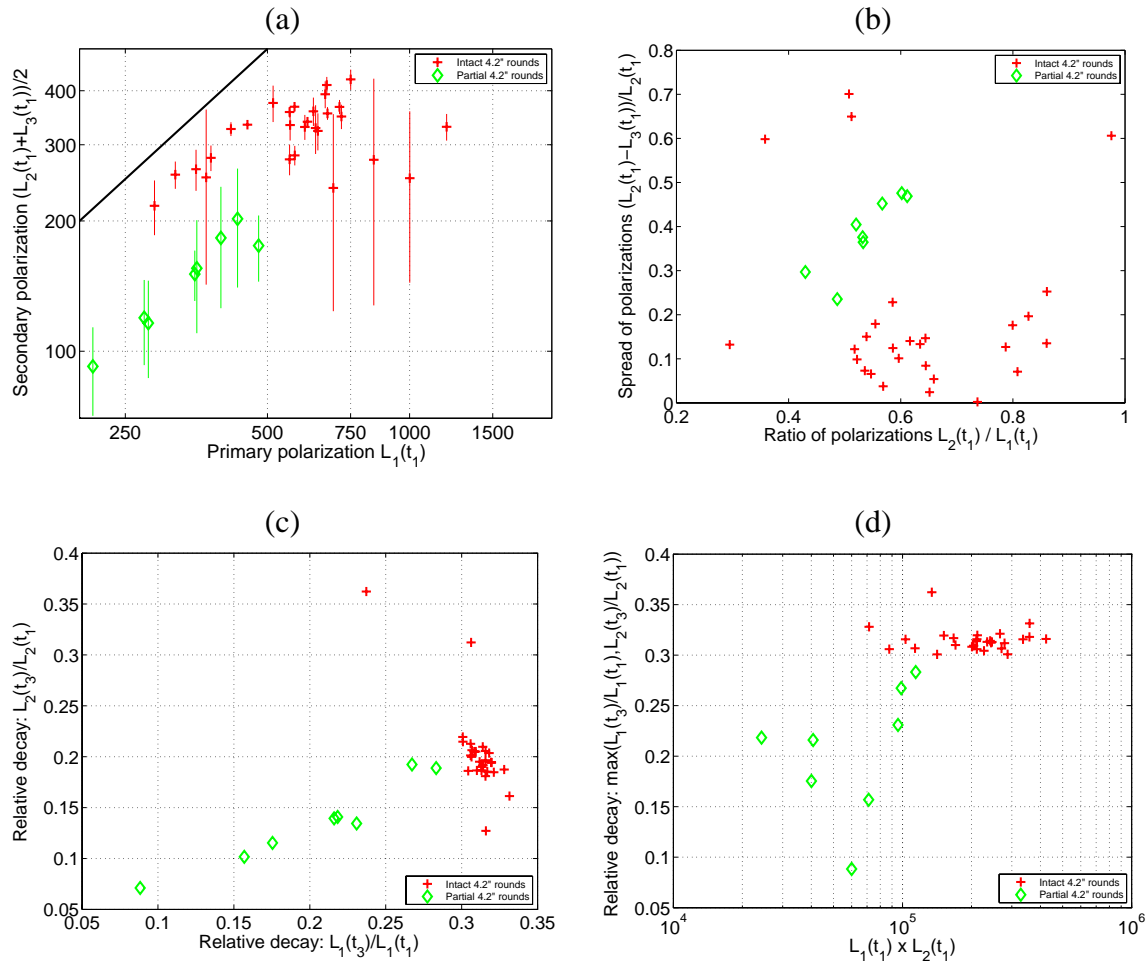 (a)
Secondary polarization (L2(t1)+L3(t1))/2
400
300
200
100
Intact 4.2" rounds
Partial 4.2" rounds
250 500 750 1000 1500
Primary polarization L1(t1)
(b)
Spread of polarizations (L2(t1)−L3(t1))/L2(t1)
0.8
0.7
0.6
0.5
0.4
0.3
0.2
0.1
0
Intact 4.2" rounds
Partial 4.2" rounds
0.2 0.4 0.6 0.8 1
Ratio of polarizations L2(t1) / L1(t1)
(c)
Relative decay: L2(t3)/L2(t1)
0.4
0.35
0.3
0.25
0.2
0.15
0.1
0.05
Intact 4.2" rounds
Partial 4.2" rounds
0.05 0.1 0.15 0.2 0.25 0.3 0.35
Relative decay: L1(t3)/L1(t1)
(d)
Relative decay: max(L1(t3)/L1(t1),L2(t3)/L2(t1))
0.4
0.35
0.3
0.25
0.2
0.15
0.1
0.05
Intact 4.2" rounds
Partial 4.2" rounds
10^4 10^5 10^6
L1(t1) x L2(t1)